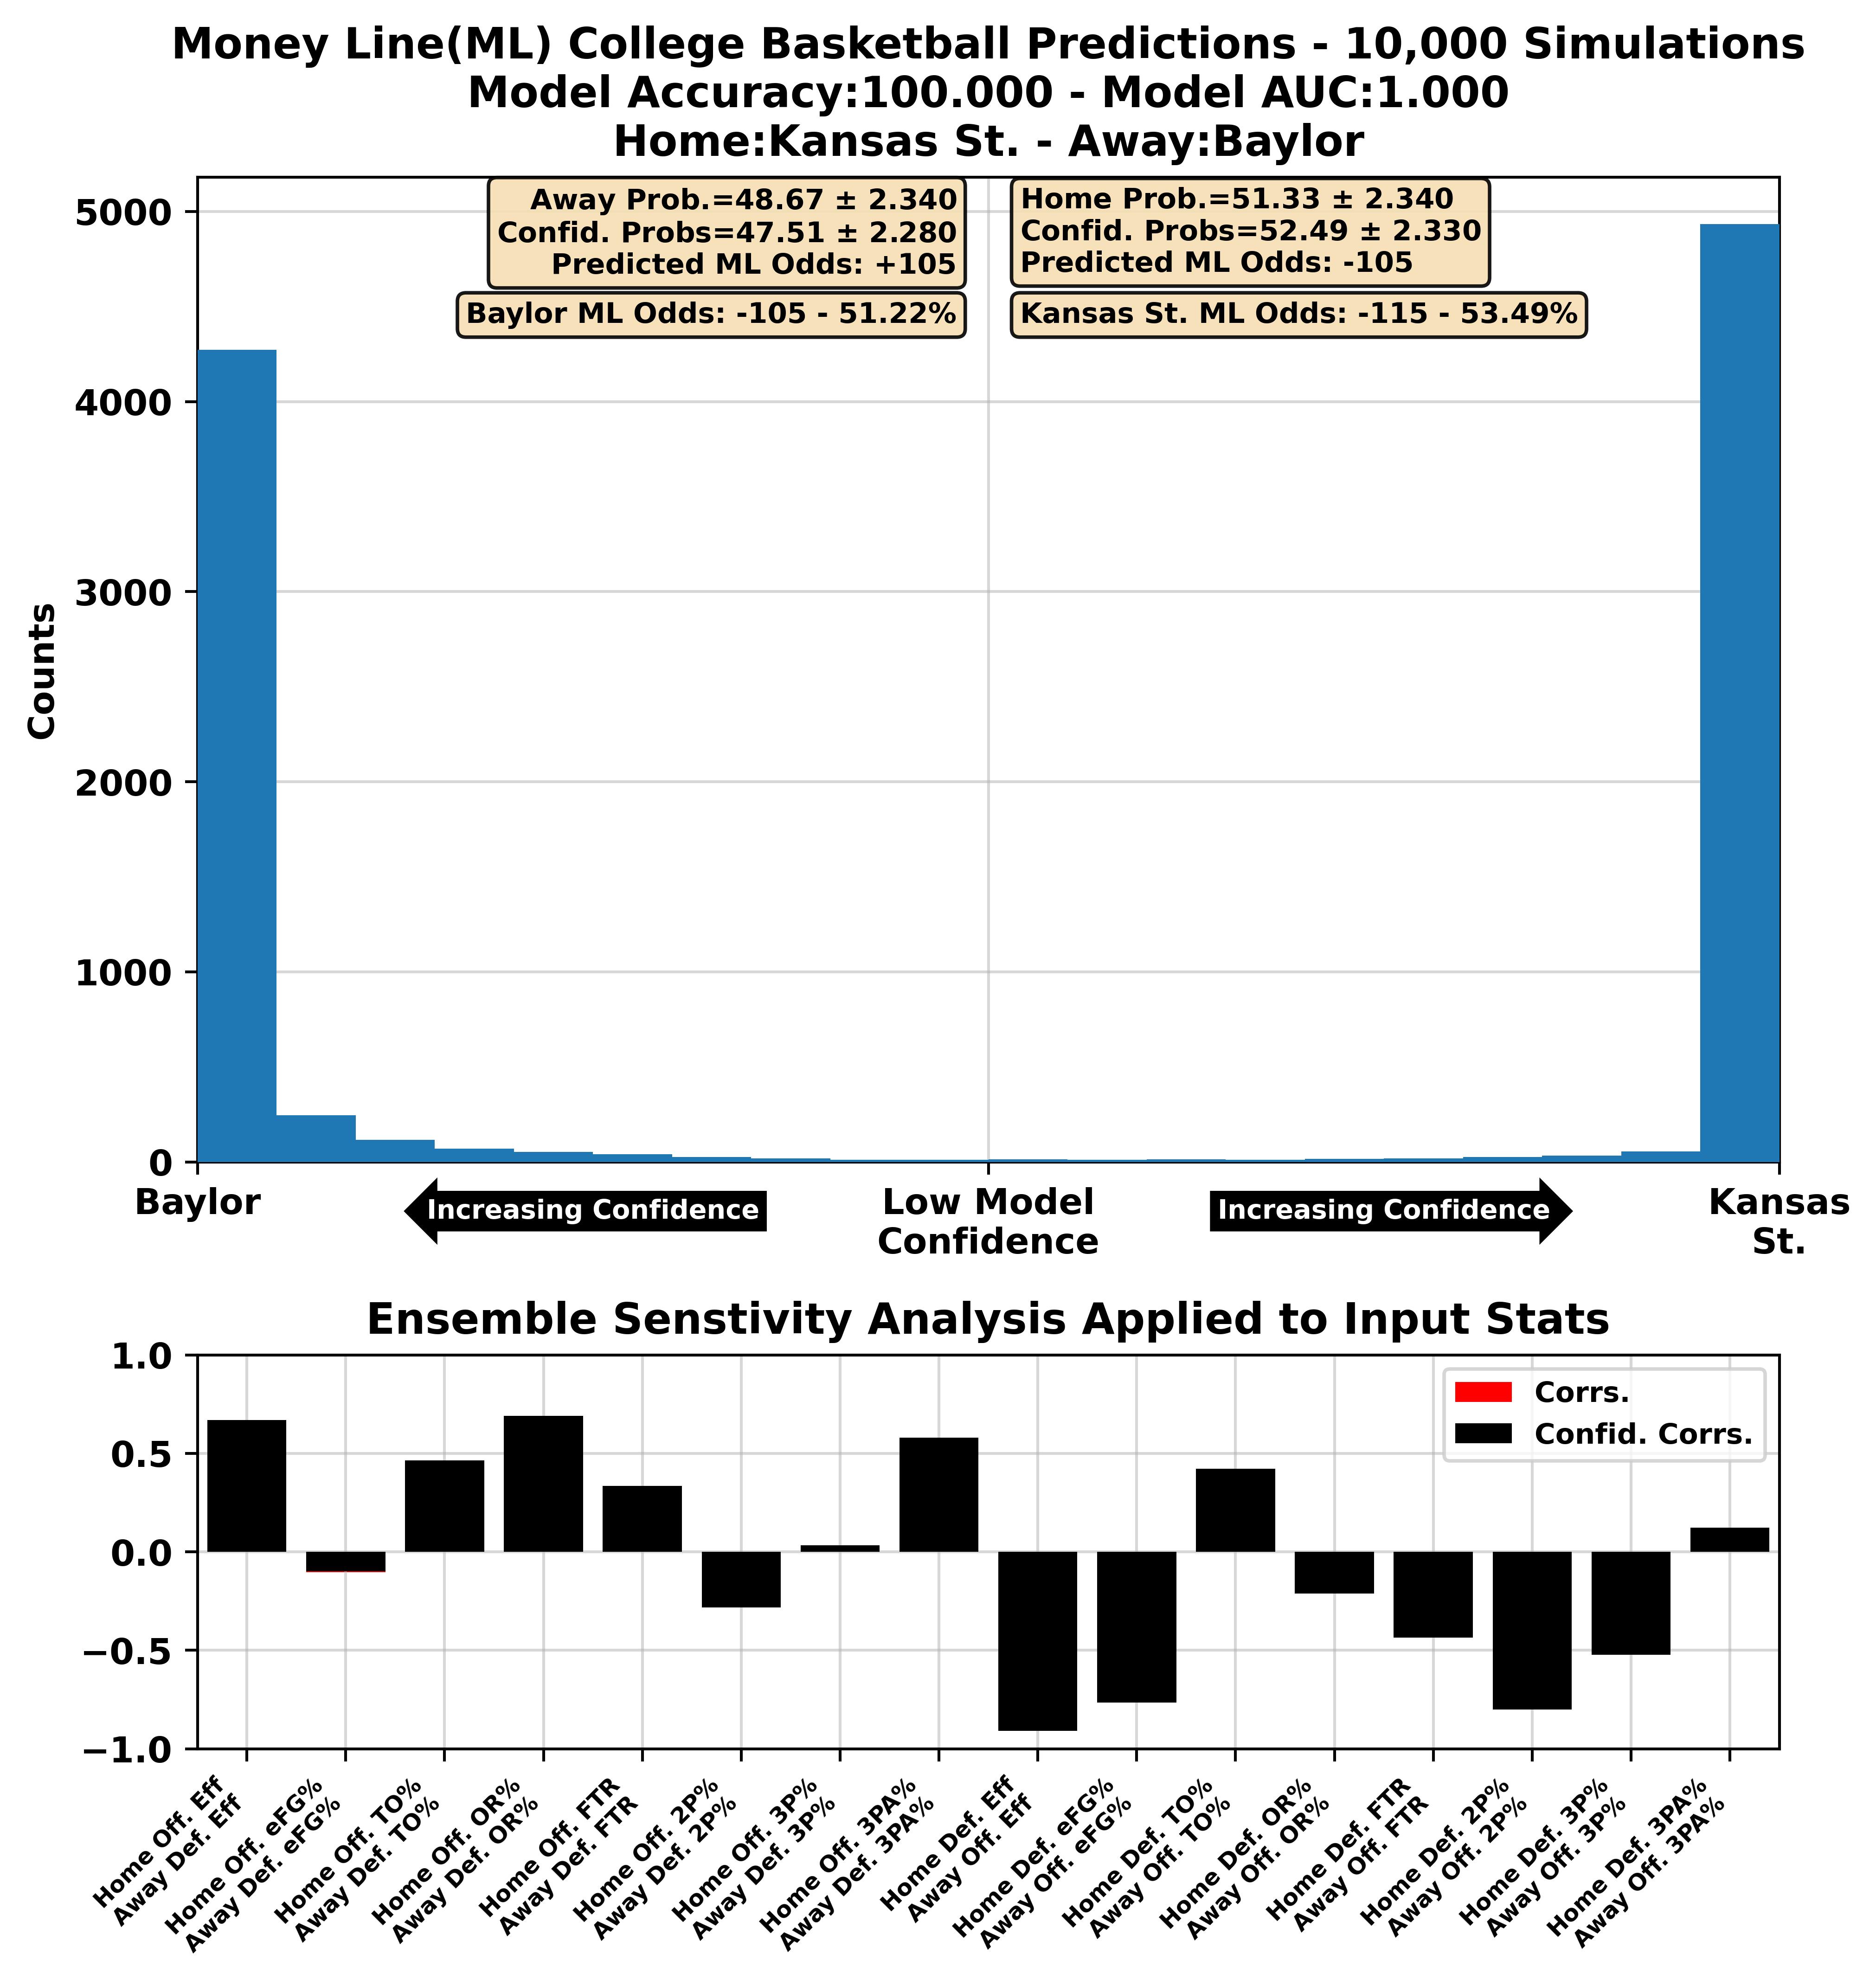 Money Line(ML) College Basketball Predictions - 10,000 Simulations
Model Accuracy:100.000 - Model AUC:1.000
Home:Kansas St. - Away:Baylor
Away Prob.=48.67 ± 2.340
Confid. Probs=47.51 ± 2.280
Predicted ML Odds: +105
Baylor ML Odds: -105 - 51.22%
Home Prob.=51.33 ± 2.340
Confid. Probs=52.49 ± 2.330
Predicted ML Odds: -105
Kansas St. ML Odds: -115 - 53.49%
Counts
5000
4000
3000
2000
1000
0
Baylor
Increasing Confidence
Low Model
Confidence
Increasing Confidence
Kansas
St.
Ensemble Senstivity Analysis Applied to Input Stats
1.0
0.5
0.0
−0.5
−1.0
Corrs.
Confid. Corrs.
Home Off. Eff
Away Def. Eff
Home Off. eFG%
Away Def. eFG%
Home Off. TO%
Away Def. TO%
Home Off. OR%
Away Def. OR%
Home Off. FTR
Away Def. FTR
Home Off. 2P%
Away Def. 2P%
Home Off. 3P%
Away Def. 3P%
Home Off. 3PA%
Away Def. 3PA%
Home Def. Eff
Away Off. Eff
Home Def. eFG%
Away Off. eFG%
Home Def. TO%
Away Off. TO%
Home Def. OR%
Away Off. OR%
Home Def. FTR
Away Off. FTR
Home Def. 2P%
Away Off. 2P%
Home Def. 3P%
Away Off. 3P%
Home Def. 3PA%
Away Off. 3PA%